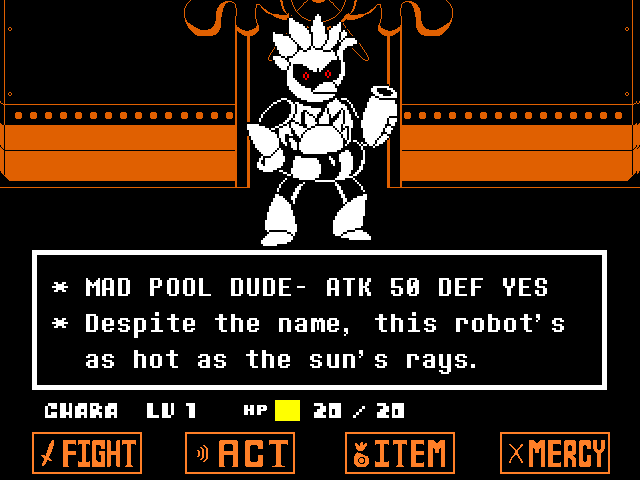 * MAD POOL DUDE- ATK 50 DEF YES
* Despite the name, this robot's
as hot as the sun's rays.
CHARA LV 1 HP 20 / 20
FIGHT ACT ITEM MERCY